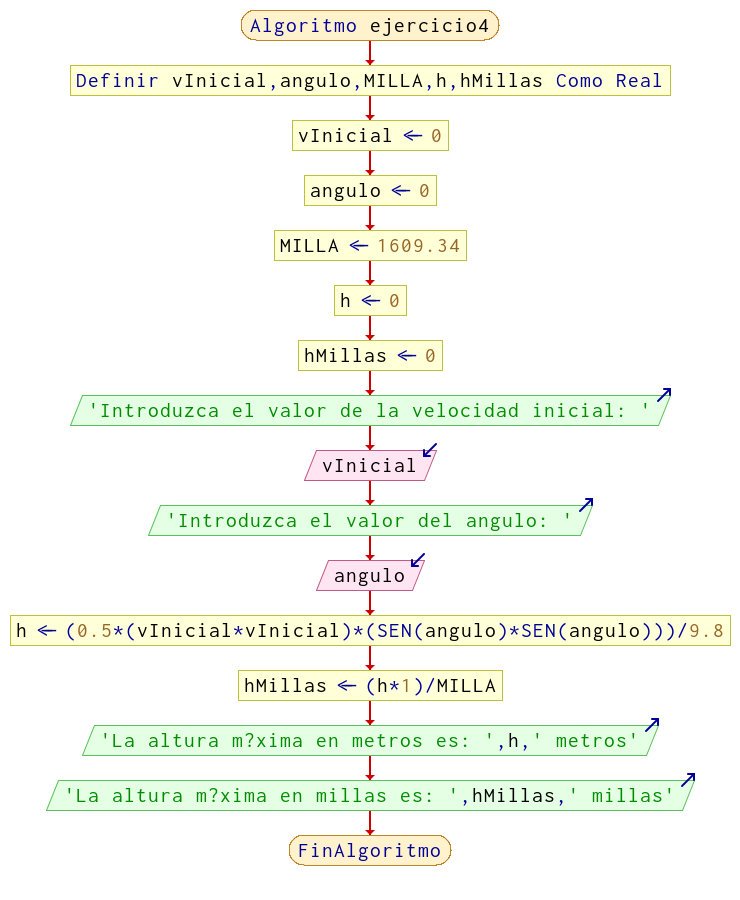 Algoritmo ejercicio4
Definir vInicial,angulo,MILLA,h,hMillas Como Real
vInicial ← 0
angulo ← 0
MILLA ← 1609.34
h ← 0
hMillas ← 0
'Introduzca el valor de la velocidad inicial: '
vInicial
'Introduzca el valor del angulo: '
angulo
h ← (0.5*(vInicial*vInicial)*(SEN(angulo)*SEN(angulo)))/9.8
hMillas ← (h*1)/MILLA
'La altura m?xima en metros es: ',h,' metros'
'La altura m?xima en millas es: ',hMillas,' millas'
FinAlgoritmo